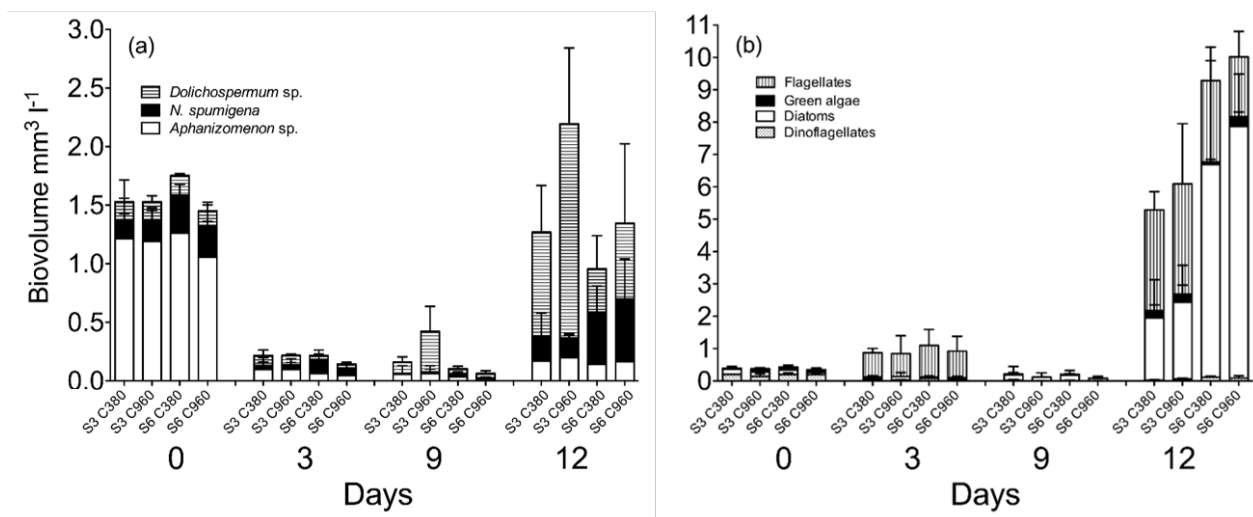 (a)
Dolichospermum sp.
N. spumigena
Aphanizomenon sp.
Biovolume mm³ l⁻¹
3.0
2.5
2.0
1.5
1.0
0.5
0.0
S3 C380
S3 C960
S6 C380
S6 C960
S3 C380
S3 C960
S6 C380
S6 C960
S3 C380
S3 C960
S6 C380
S6 C960
S3 C380
S3 C960
S6 C380
S6 C960
0 3 9 12
Days
(b)
Flagellates
Green algae
Diatoms
Dinoflagellates
11
10
9
8
7
6
5
4
3
2
1
0
S3 C380
S3 C960
S6 C380
S6 C960
S3 C380
S3 C960
S6 C380
S6 C960
S3 C380
S3 C960
S6 C380
S6 C960
S3 C380
S3 C960
S6 C380
S6 C960
0 3 9 12
Days